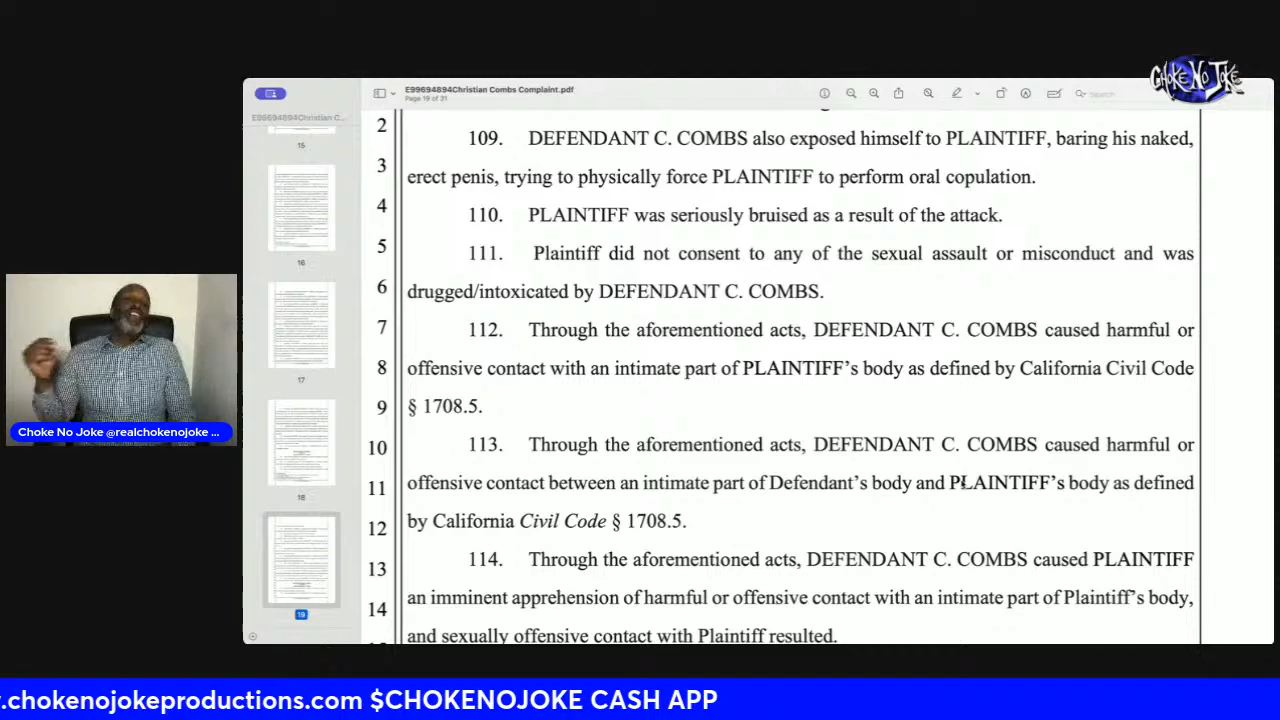 CHOKE NO JOKE
E99694894Christian Combs Complaint.pdf
Page 19 of 31
Search
E99694894Christian C...
15
16
17
18
19
2
109. DEFENDANT C. COMBS also exposed himself to PLAINTIFF, baring his naked,
3
erect penis, trying to physically force PLAINTIFF to perform oral copulation.
4
110. PLAINTIFF was seriously bruised as a result of the attack.
5
111. Plaintiff did not consent to any of the sexual assault or misconduct and was
6
drugged/intoxicated by DEFENDANT C. COMBS.
7
112. Through the aforementioned acts, DEFENDANT C. COMBS caused harmful or
8
offensive contact with an intimate part of PLAINTIFF's body as defined by California Civil Code
9
§ 1708.5.
10
113. Through the aforementioned acts, DEFENDANT C. COMBS caused harmful or
11
offensive contact between an intimate part of Defendant's body and PLAINTIFF's body as defined
12
by California Civil Code § 1708.5.
13
114. Through the aforementioned acts, DEFENDANT C. COMBS caused PLAINTIFF
14
an imminent apprehension of harmful or offensive contact with an intimate part of Plaintiff's body,
and sexually offensive contact with Plaintiff resulted.
Choke No Joke @realchokenojoke ...
.chokenojokeproductions.com $CHOKENOJOKE CASH APP